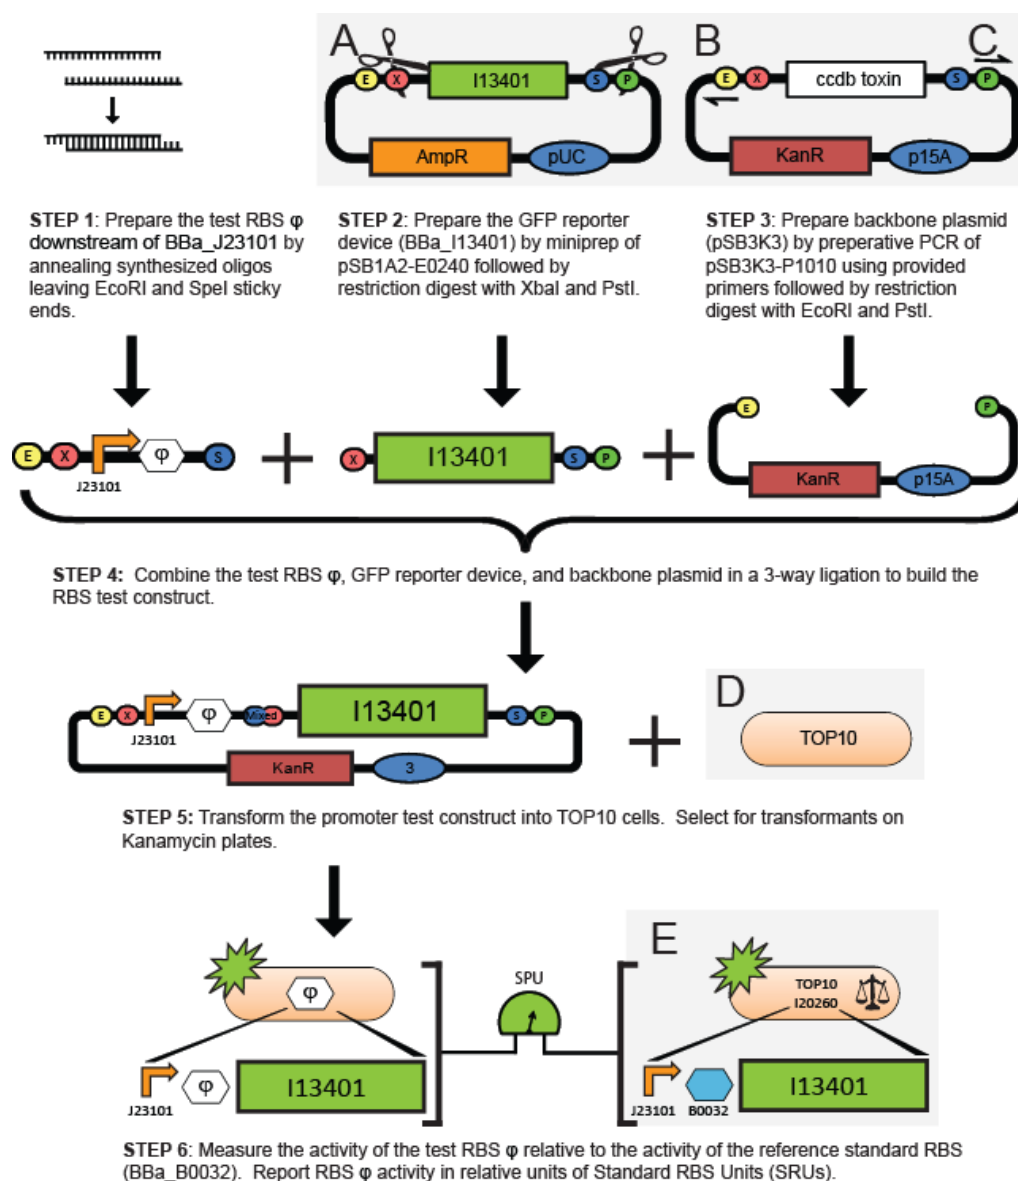 A
B
C
E
X
I13401
S
P
AmpR
pUC
E
X
ccdb toxin
S
P
KanR
p15A
STEP 1: Prepare the test RBS φ
downstream of BBa_J23101 by
annealing synthesized oligos
leaving EcoRI and SpeI sticky
ends.
STEP 2: Prepare the GFP reporter
device (BBa_I13401) by miniprep of
pSB1A2-E0240 followed by
restriction digest with XbaI and PstI.
STEP 3: Prepare backbone plasmid
(pSB3K3) by preperative PCR of
pSB3K3-P1010 using provided
primers followed by restriction
digest with EcoRI and PstI.
E
X
φ
S
J23101
X
I13401
S
P
E
P
KanR
p15A
STEP 4: Combine the test RBS φ, GFP reporter device, and backbone plasmid in a 3-way ligation to build the
RBS test construct.
E
X
J23101
φ
Mixed
I13401
S
P
KanR
3
D
TOP10
STEP 5: Transform the promoter test construct into TOP10 cells. Select for transformants on
Kanamycin plates.
φ
J23101
φ
I13401
SPU
E
TOP10
I20260
J23101
B0032
I13401
STEP 6: Measure the activity of the test RBS φ relative to the activity of the reference standard RBS
(BBa_B0032). Report RBS φ activity in relative units of Standard RBS Units (SRUs).